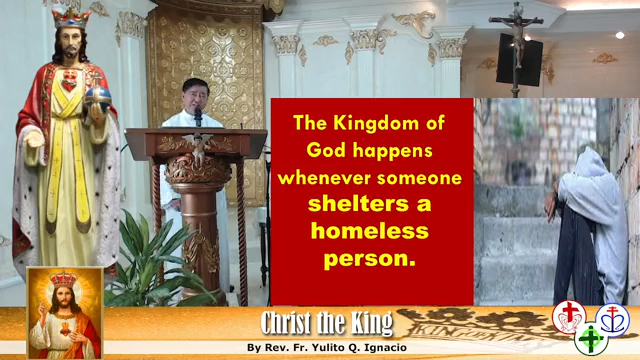 The Kingdom of
God happens
whenever someone
shelters a
homeless
person.
Christ the King
By Rev. Fr. Yulito Q. Ignacio